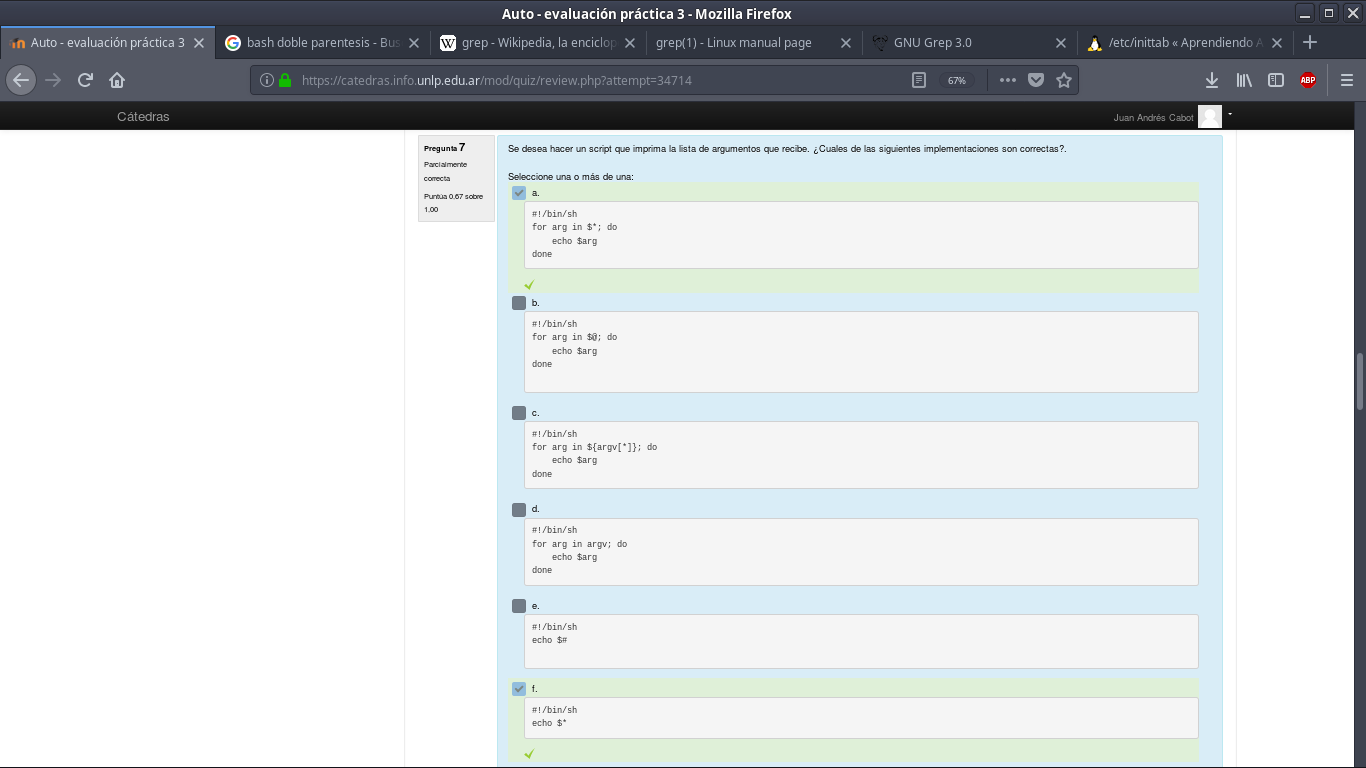 Auto - evaluación práctica 3 - Mozilla Firefox
Auto - evaluación práctica 3
bash doble parentesis - Bus
grep - Wikipedia, la enciclop
grep(1) - Linux manual page
GNU Grep 3.0
/etc/inittab « Aprendiendo A
https://catedras.info.unlp.edu.ar/mod/quiz/review.php?attempt=34714
67%
ABP
Cátedras
Juan Andrés Cabot
Pregunta 7
Parcialmente
correcta
Puntúa 0,67 sobre
1,00
Se desea hacer un script que imprima la lista de argumentos que recibe. ¿Cuales de las siguientes implementaciones son correctas?.
Seleccione una o más de una:
a.
#!/bin/sh
for arg in $*; do
    echo $arg
done
b.
#!/bin/sh
for arg in $@; do
    echo $arg
done
c.
#!/bin/sh
for arg in ${argv[*]}; do
    echo $arg
done
d.
#!/bin/sh
for arg in argv; do
    echo $arg
done
e.
#!/bin/sh
echo $#
f.
#!/bin/sh
echo $*